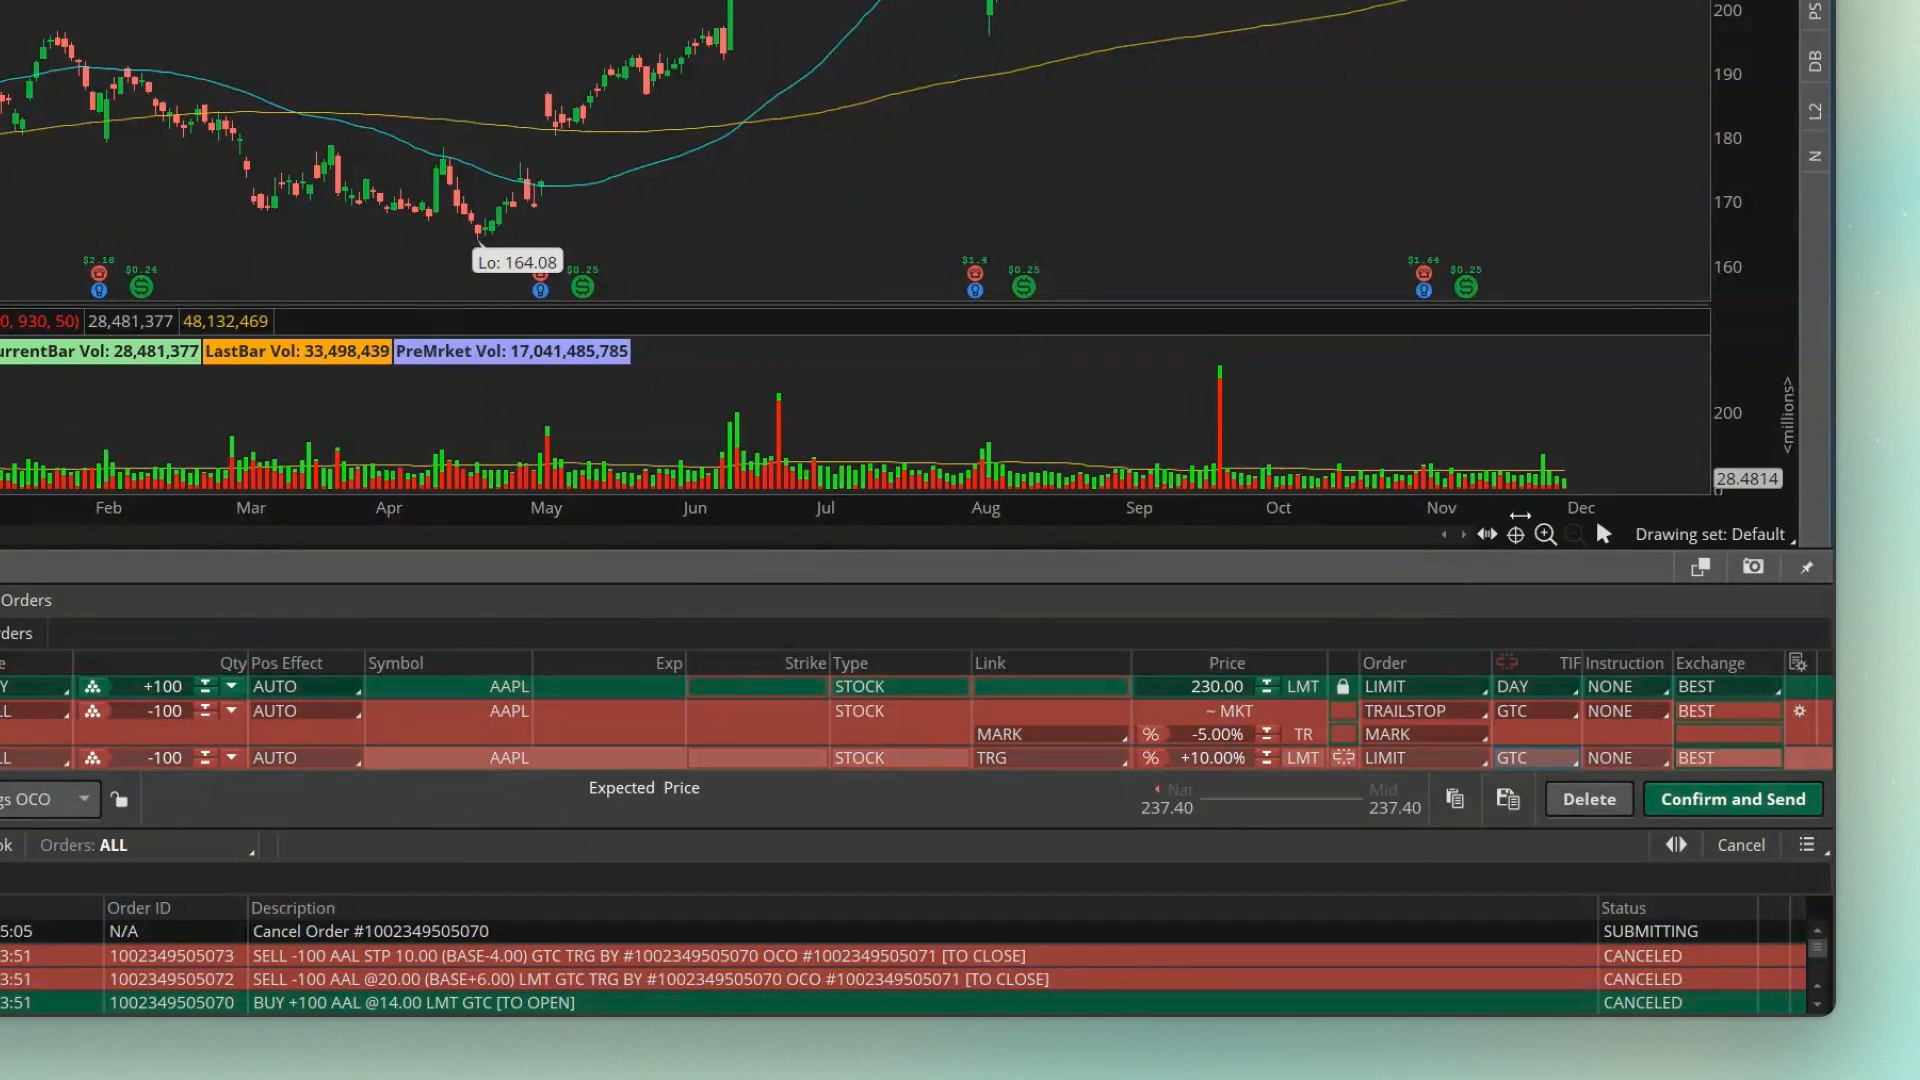 200
190
180
170
160
PS
DB
L2
N
Lo: 164.08
$2.18
$0.24
$0.25
$1.4
$0.25
$1.64
$0.25
0, 930, 50) 28,481,377 48,132,469
urrentBar Vol: 28,481,377 LastBar Vol: 33,498,439 PreMrket Vol: 17,041,485,785
200
<millions>
28.4814
0
Feb Mar Apr May Jun Jul Aug Sep Oct Nov Dec
Drawing set: Default
Orders
ders
e Qty Pos Effect Symbol Exp Strike Type Link Price Order TIF Instruction Exchange
Y +100 AUTO AAPL STOCK 230.00 LMT LIMIT DAY NONE BEST
LL -100 AUTO AAPL STOCK ~ MKT TRAILSTOP GTC NONE BEST
MARK % -5.00% TR MARK
LL -100 AUTO AAPL STOCK TRG % +10.00% LMT LIMIT GTC NONE BEST
gs OCO Expected Price Nat 237.40 Mid 237.40 Delete Confirm and Send
ok Orders: ALL Cancel
Order ID Description Status
5:05 N/A Cancel Order #1002349505070 SUBMITTING
3:51 1002349505073 SELL -100 AAL STP 10.00 (BASE-4.00) GTC TRG BY #1002349505070 OCO #1002349505071 [TO CLOSE] CANCELED
3:51 1002349505072 SELL -100 AAL @20.00 (BASE+6.00) LMT GTC TRG BY #1002349505070 OCO #1002349505071 [TO CLOSE] CANCELED
3:51 1002349505070 BUY +100 AAL @14.00 LMT GTC [TO OPEN] CANCELED